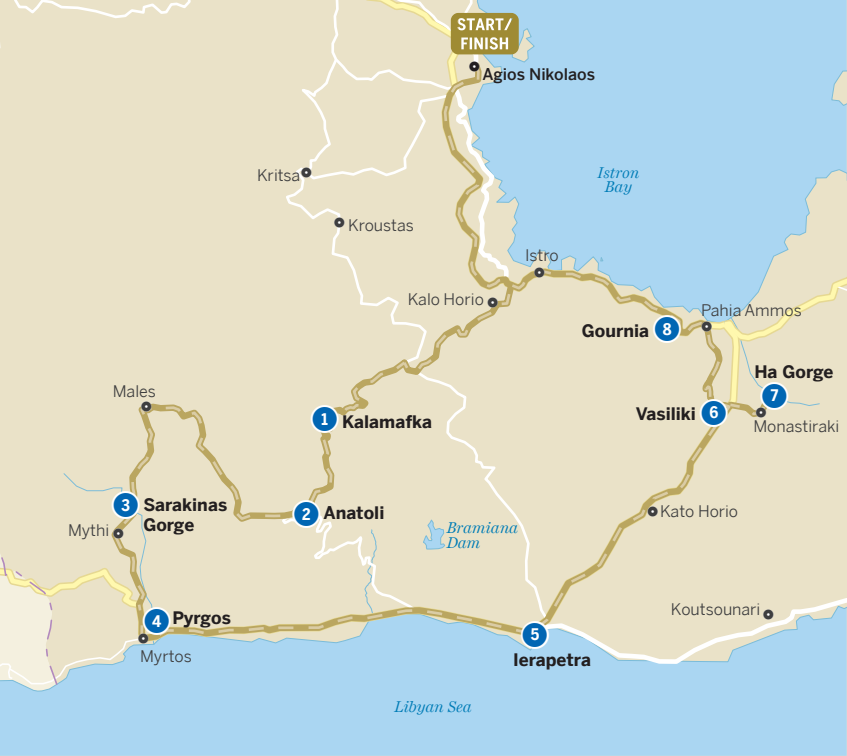 START/
FINISH
Agios Nikolaos
Kritsa
Istron
Bay
Kroustas
Istro
Kalo Horio
Pahia Ammos
Gournia 8
Ha Gorge
7
Males
1 Kalamafka
Vasiliki 6
Monastiraki
3 Sarakinas
Gorge
2 Anatoli
Kato Horio
Mythi
Bramiana
Dam
4 Pyrgos
Koutsounari
5
Myrtos
Ierapetra
Libyan Sea